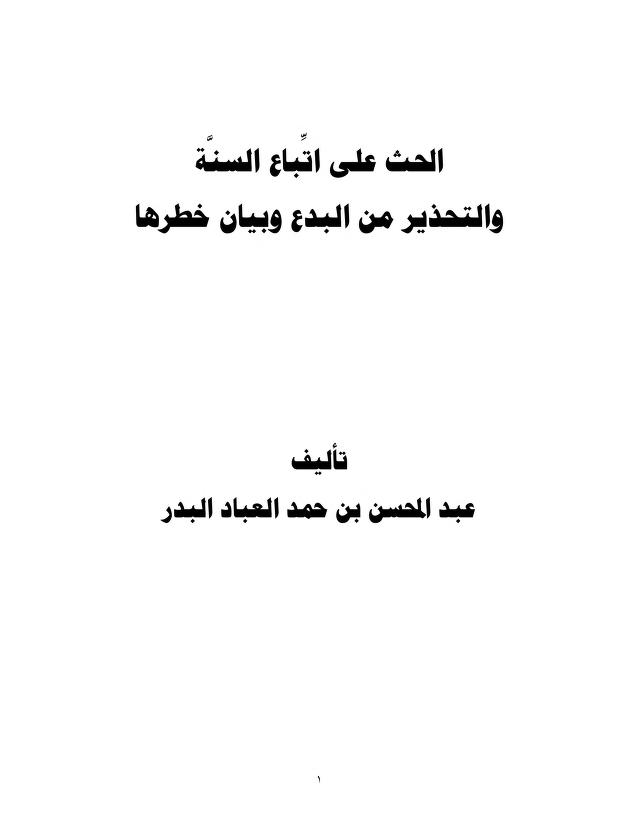 الحث على اتِّباع السنَّة
والتحذير من البدع وبيان خطرها
تأليف
عبد المحسن بن حمد العباد البدر
١